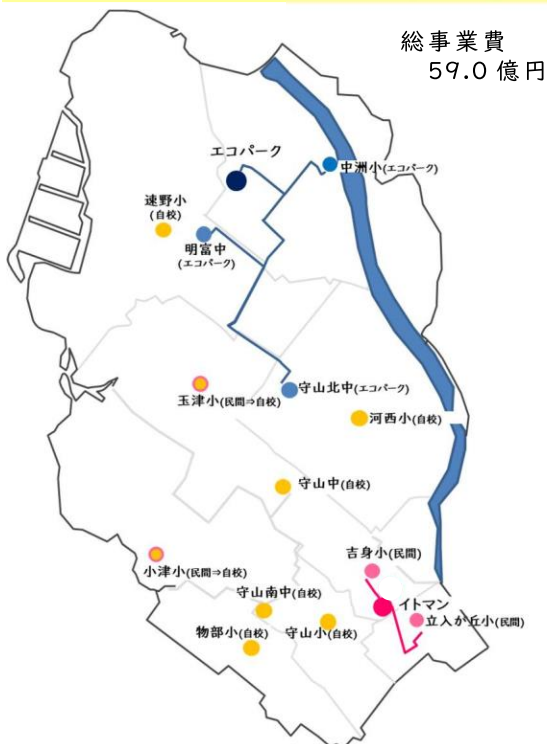 総事業費
59.0億円
エコパーク
中洲小(エコパーク)
速野小
(自校)
明富中
(エコパーク)
玉津小(民間⇒自校)
守山北中(エコパーク)
河西小(自校)
守山中(自校)
吉身小(民間)
小津小(民間⇒自校)
守山南中(自校)
イトマン
立入が丘小(民間)
物部小(自校)
守山小(自校)